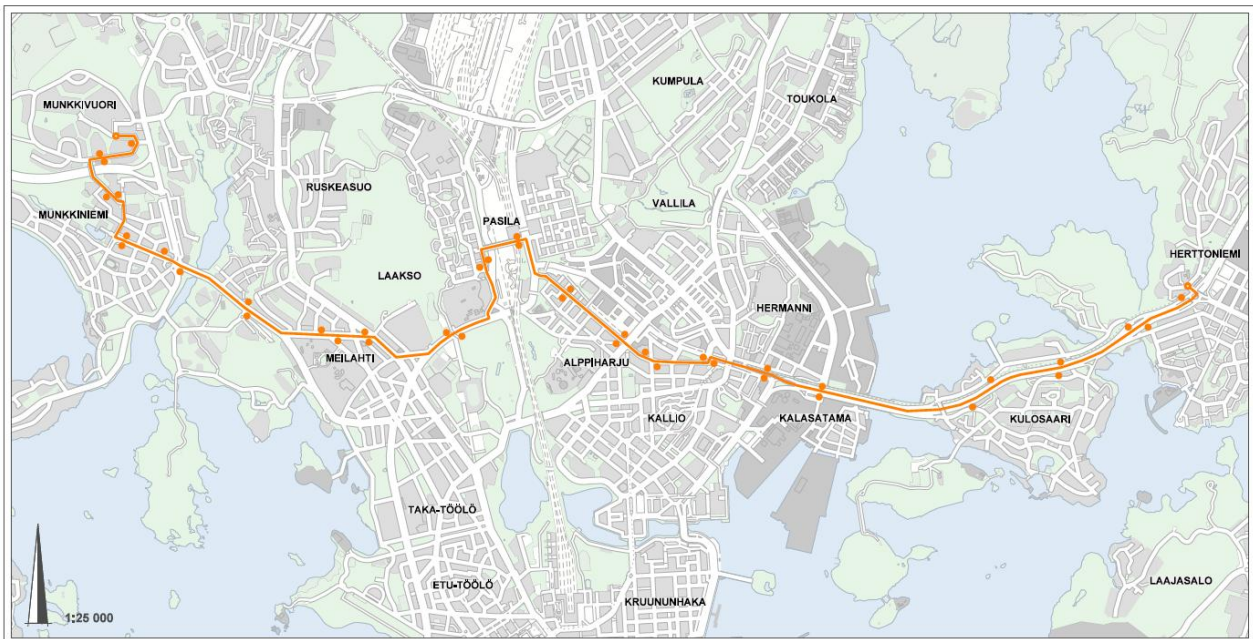 KUMPULA
MUNKKIVUORI
TOUKOLA
RUSKEASUO
VALLILA
MUNKKINIEMI
PASILA
HERTTONIEMI
LAAKSO
HERMANNI
MEILAHTI
ALPPIHARJU
KALLIO
KALASATAMA
KULOSAARI
TAKA-TÖÖLÖ
LAAJASALO
ETU-TÖÖLÖ
KRUUNUNHAKA
1:25 000